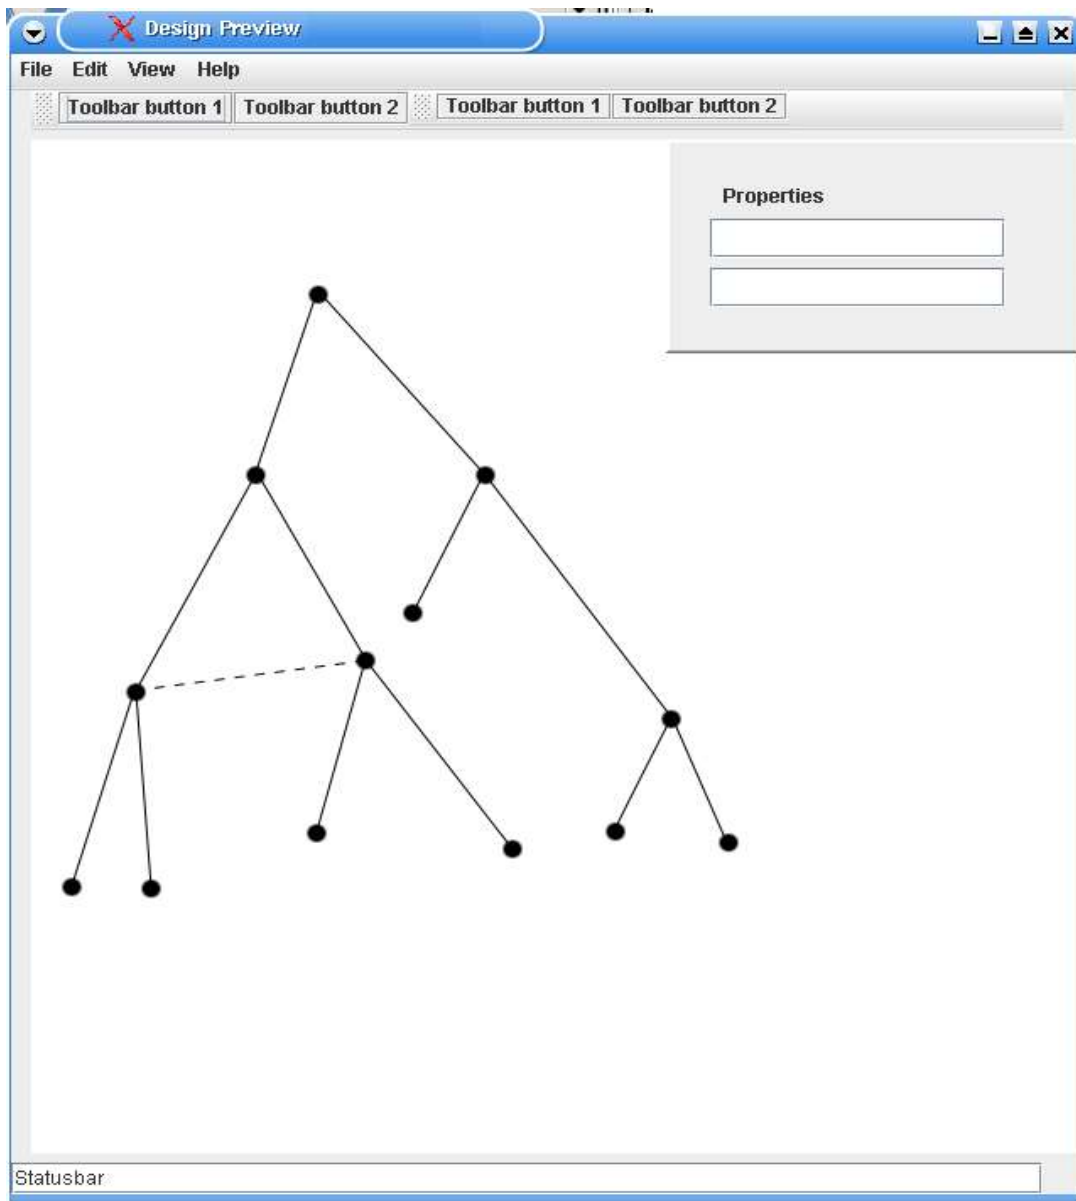 Design Preview
File Edit View Help
Toolbar button 1 Toolbar button 2 Toolbar button 1 Toolbar button 2
Properties
Statusbar